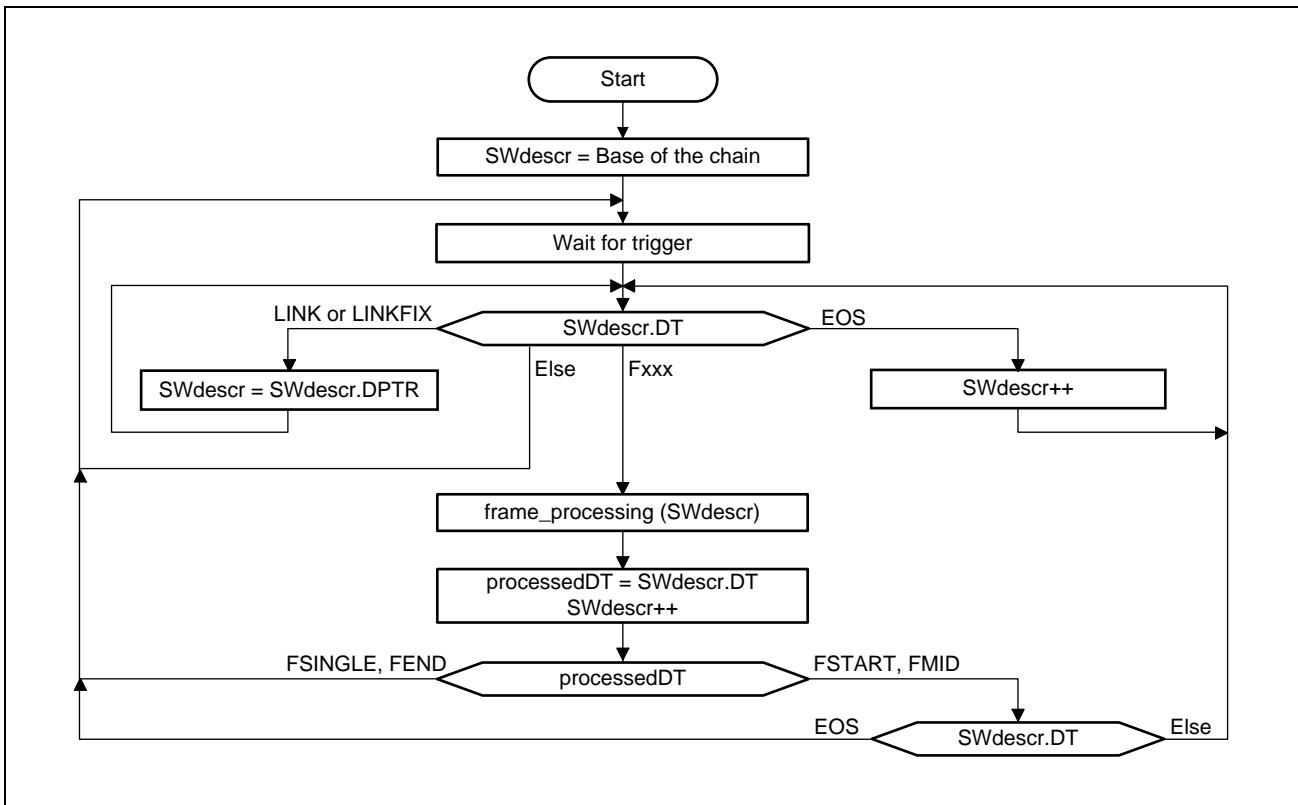 Start
SWdescr = Base of the chain
Wait for trigger
LINK or LINKFIX
SWdescr.DT
EOS
Else
Fxxx
SWdescr = SWdescr.DPTR
SWdescr++
frame_processing (SWdescr)
processedDT = SWdescr.DT
SWdescr++
FSINGLE, FEND
processedDT
FSTART, FMID
EOS
SWdescr.DT
Else